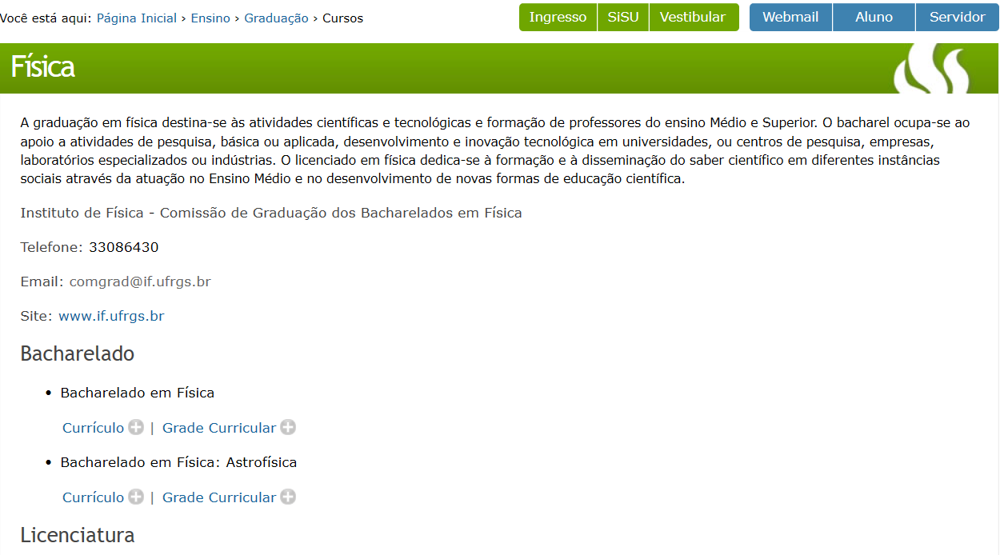 Você está aqui: Página Inicial › Ensino › Graduação › Cursos
Ingresso SiSU Vestibular Webmail Aluno Servidor
Física
A graduação em física destina-se às atividades científicas e tecnológicas e formação de professores do ensino Médio e Superior. O bacharel ocupa-se ao
apoio a atividades de pesquisa, básica ou aplicada, desenvolvimento e inovação tecnológica em universidades, ou centros de pesquisa, empresas,
laboratórios especializados ou indústrias. O licenciado em física dedica-se à formação e à disseminação do saber científico em diferentes instâncias
sociais através da atuação no Ensino Médio e no desenvolvimento de novas formas de educação científica.
Instituto de Física - Comissão de Graduação dos Bacharelados em Física
Telefone: 33086430
Email: comgrad@if.ufrgs.br
Site: www.if.ufrgs.br
Bacharelado
• Bacharelado em Física
Currículo | Grade Curricular
• Bacharelado em Física: Astrofísica
Currículo | Grade Curricular
Licenciatura